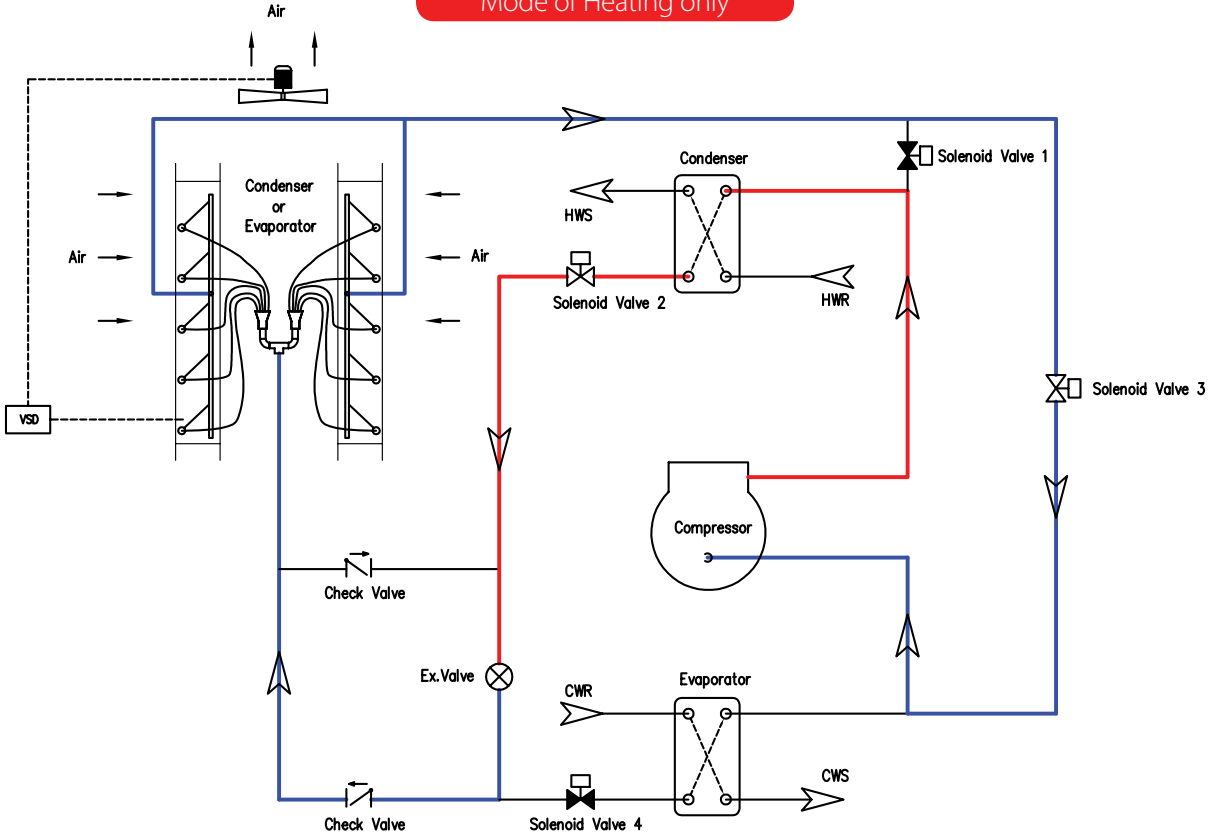 Mode of Heating only
Air
Solenoid Valve 1
Condenser
Condenser
or
Evaporator
HWS
Air
Air
HWR
Solenoid Valve 2
Solenoid Valve 3
VSD
Compressor
Check Valve
Ex.Valve
Evaporator
CWR
CWS
Check Valve
Solenoid Valve 4